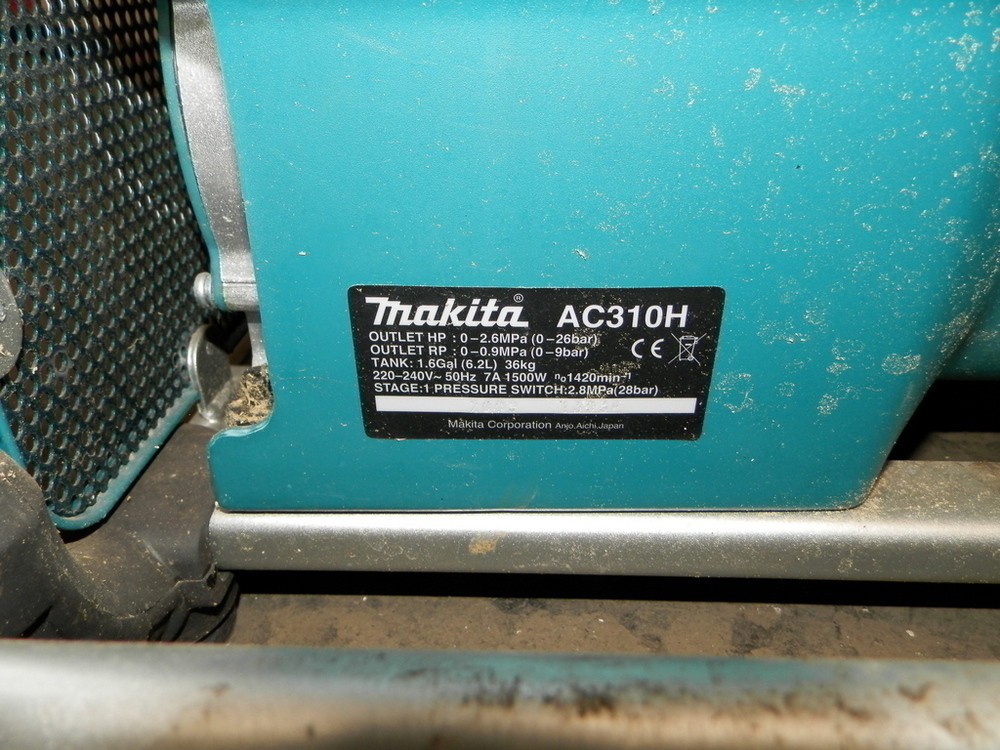 makita® AC310H
OUTLET HP : 0–2.6MPa (0–26bar)
OUTLET RP : 0–0.9MPa (0–9bar)
CE
TANK: 1.6Gal (6.2L) 36kg
220–240V~ 50Hz 7A 1500W n₀1420min⁻¹
STAGE:1 PRESSURE SWITCH:2.8MPa(28bar)
Makita Corporation Anjo,Aichi,Japan